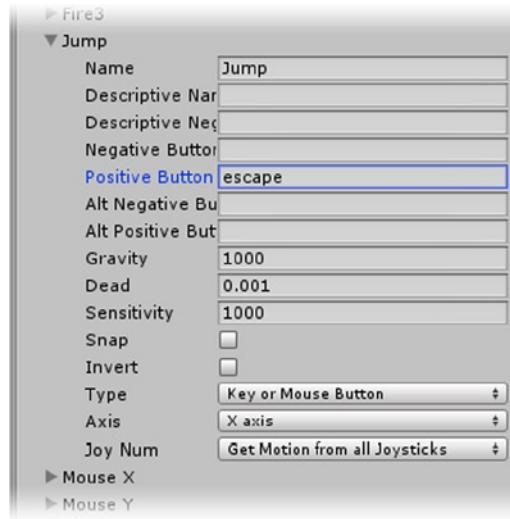 Fire3
Jump
Name Jump
Descriptive Nar
Descriptive Neg
Negative Buttor
Positive Button escape
Alt Negative Bu
Alt Positive But
Gravity 1000
Dead 0.001
Sensitivity 1000
Snap
Invert
Type Key or Mouse Button
Axis X axis
Joy Num Get Motion from all Joysticks
Mouse X
Mouse Y